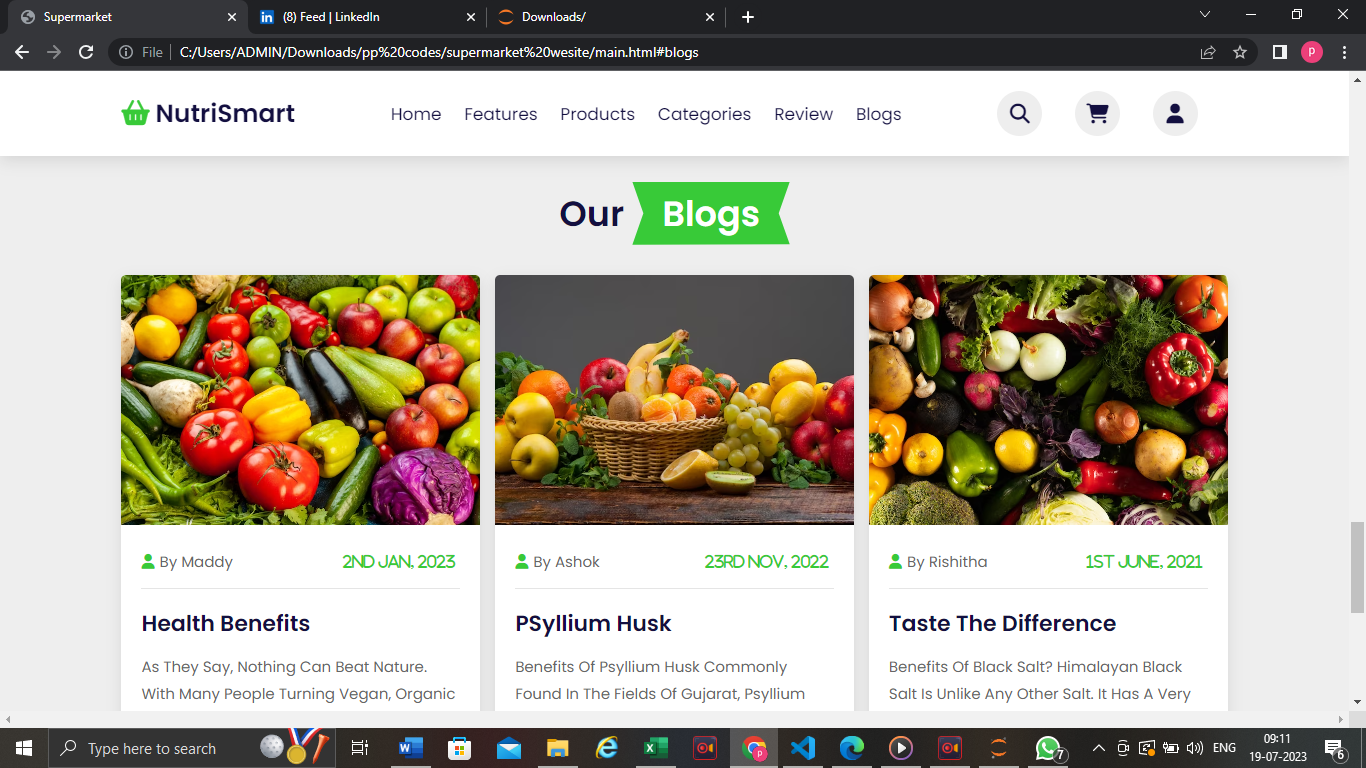 Supermarket
(8) Feed | LinkedIn
Downloads/
File
C:/Users/ADMIN/Downloads/pp%20codes/supermarket%20wesite/main.html#blogs
p
NutriSmart
Home
Features
Products
Categories
Review
Blogs
Our Blogs
By Maddy
2ND JAN, 2023
Health Benefits
As They Say, Nothing Can Beat Nature.
With Many People Turning Vegan, Organic
By Ashok
23RD NOV, 2022
PSyllium Husk
Benefits Of Psyllium Husk Commonly
Found In The Fields Of Gujarat, Psyllium
By Rishitha
1ST JUNE, 2021
Taste The Difference
Benefits Of Black Salt? Himalayan Black
Salt Is Unlike Any Other Salt. It Has A Very
Type here to search
p
7
ENG
09:11
19-07-2023
6